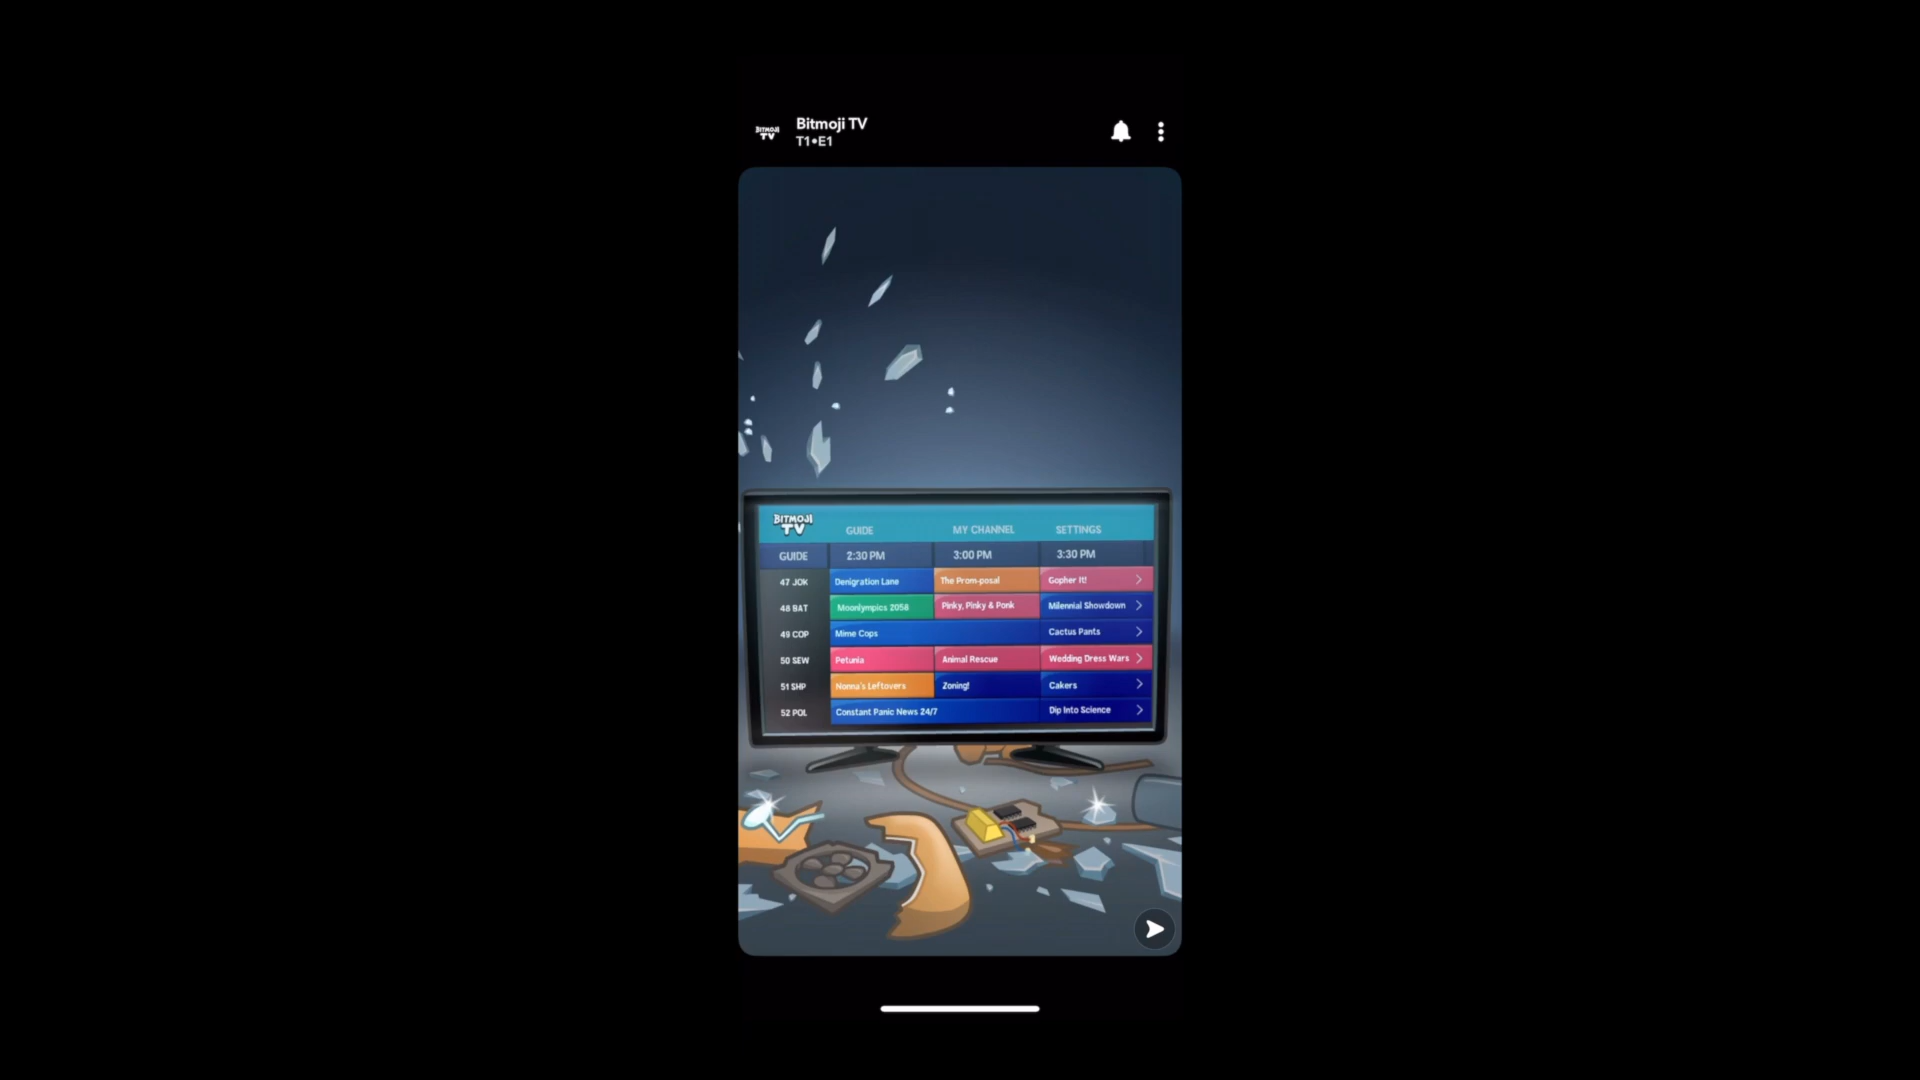 BITMOJI
TV
Bitmoji TV
T1•E1
BITMOJI
TV
GUIDE MY CHANNEL SETTINGS
GUIDE 2:30 PM 3:00 PM 3:30 PM
47 JOK Denigration Lane The Prom-posal Gopher It!
48 BAT Moonlympics 2058 Pinky, Pinky & Ponk Millennial Showdown
49 COP Mime Cops Cactus Pants
50 SEW Petunia Animal Rescue Wedding Dress Wars
51 SHP Nonna's Leftovers Zoning! Cakers
52 POL Constant Panic News 24/7 Dip Into Science